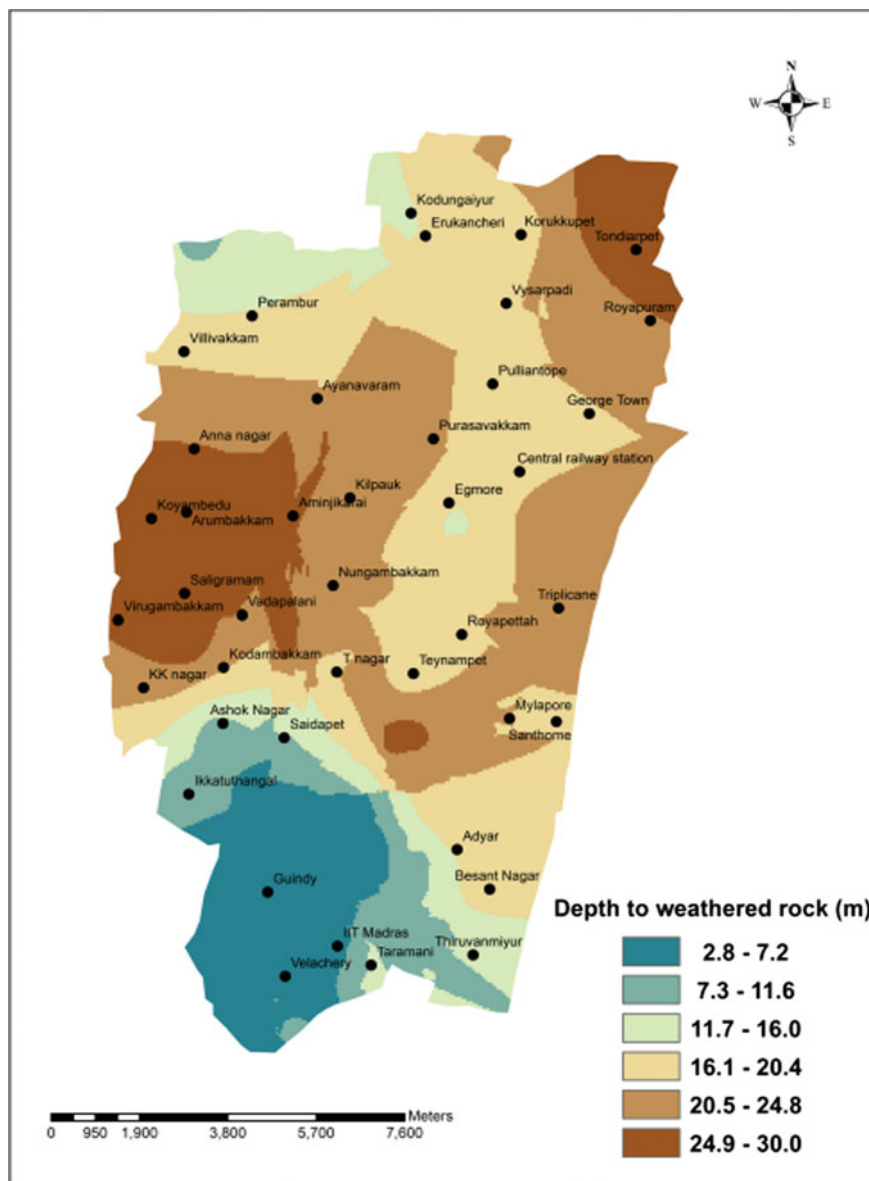 N
W E
S
Kodungaiyur
Erukancheri
Korukkupet
Tondiarpet
Perambur
Vysarpadi
Royapuram
Villivakkam
Pulliantope
Ayanavaram
George Town
Anna nagar
Purasavakkam
Central railway station
Kilpauk
Egmore
Koyambedu
Aminjikarai
Arumbakkam
Nungambakkam
Saligramam
Triplicane
Virugambakkam
Vadapalani
Royapettah
Kodambakkam
T nagar
Teynampet
KK nagar
Mylapore
Ashok Nagar
Saidapet
Santhome
Ikkatuthangal
Adyar
Guindy
Besant Nagar
Depth to weathered rock (m)
IIT Madras
Thiruvanmiyur
Taramani
Velachery
2.8 - 7.2
7.3 - 11.6
11.7 - 16.0
16.1 - 20.4
20.5 - 24.8
24.9 - 30.0
Meters
0 950 1,900 3,800 5,700 7,600